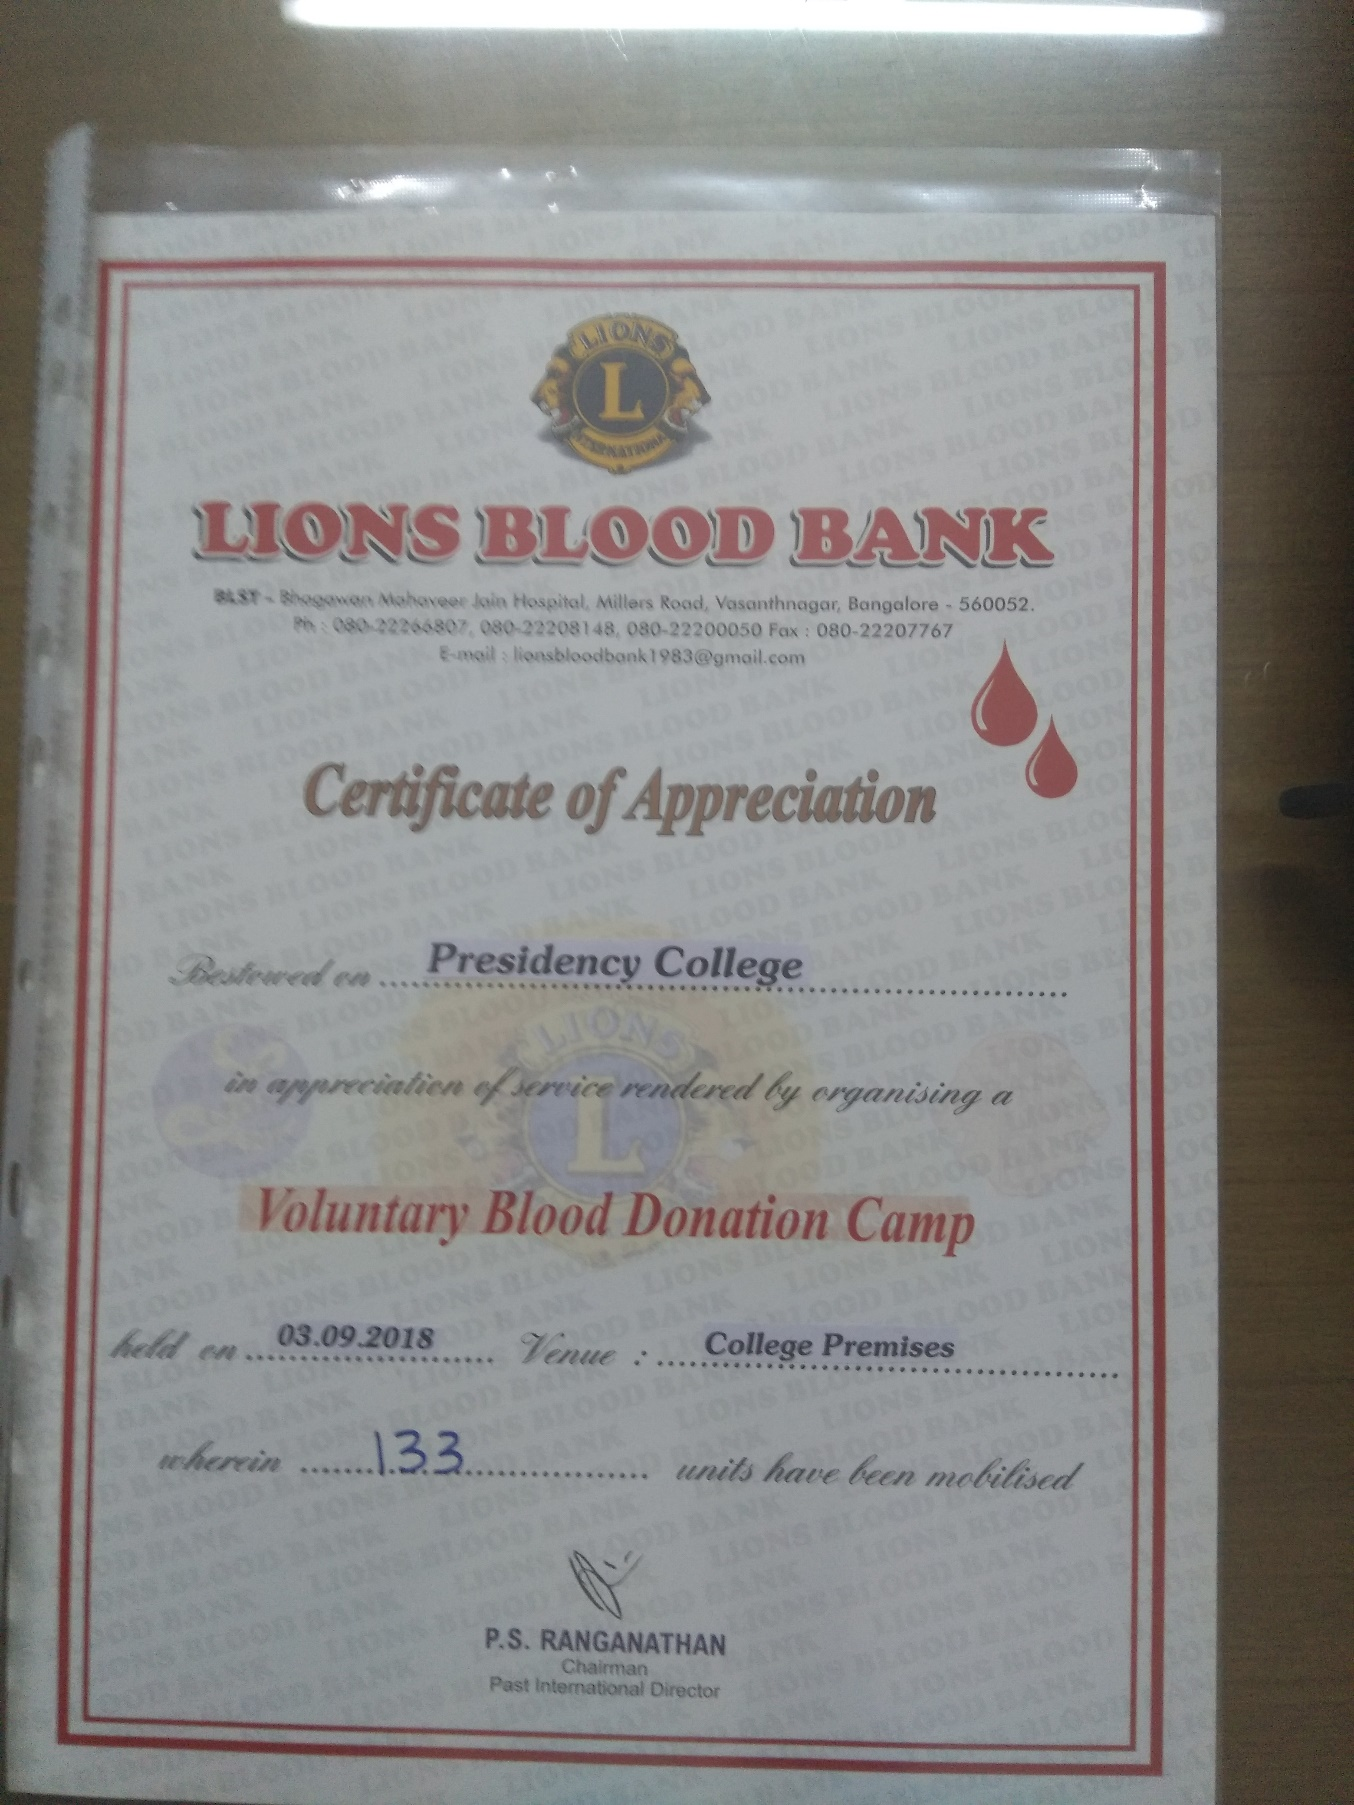 LIONS
L
INTERNATIONAL
LIONS BLOOD BANK
BLST - Bhagawan Mahaveer Jain Hospital, Millers Road, Vasanthnagar, Bangalore - 560052.
Ph : 080-22266807, 080-22208148, 080-22200050 Fax : 080-22207767
E-mail : lionsbloodbank1983@gmail.com
Certificate of Appreciation
Bestowed on ... Presidency College
in appreciation of service rendered by organising a
Voluntary Blood Donation Camp
held on ... 03.09.2018 ... Venue : ... College Premises
wherein ... 133 ... units have been mobilised
P.S. RANGANATHAN
Chairman
Past International Director